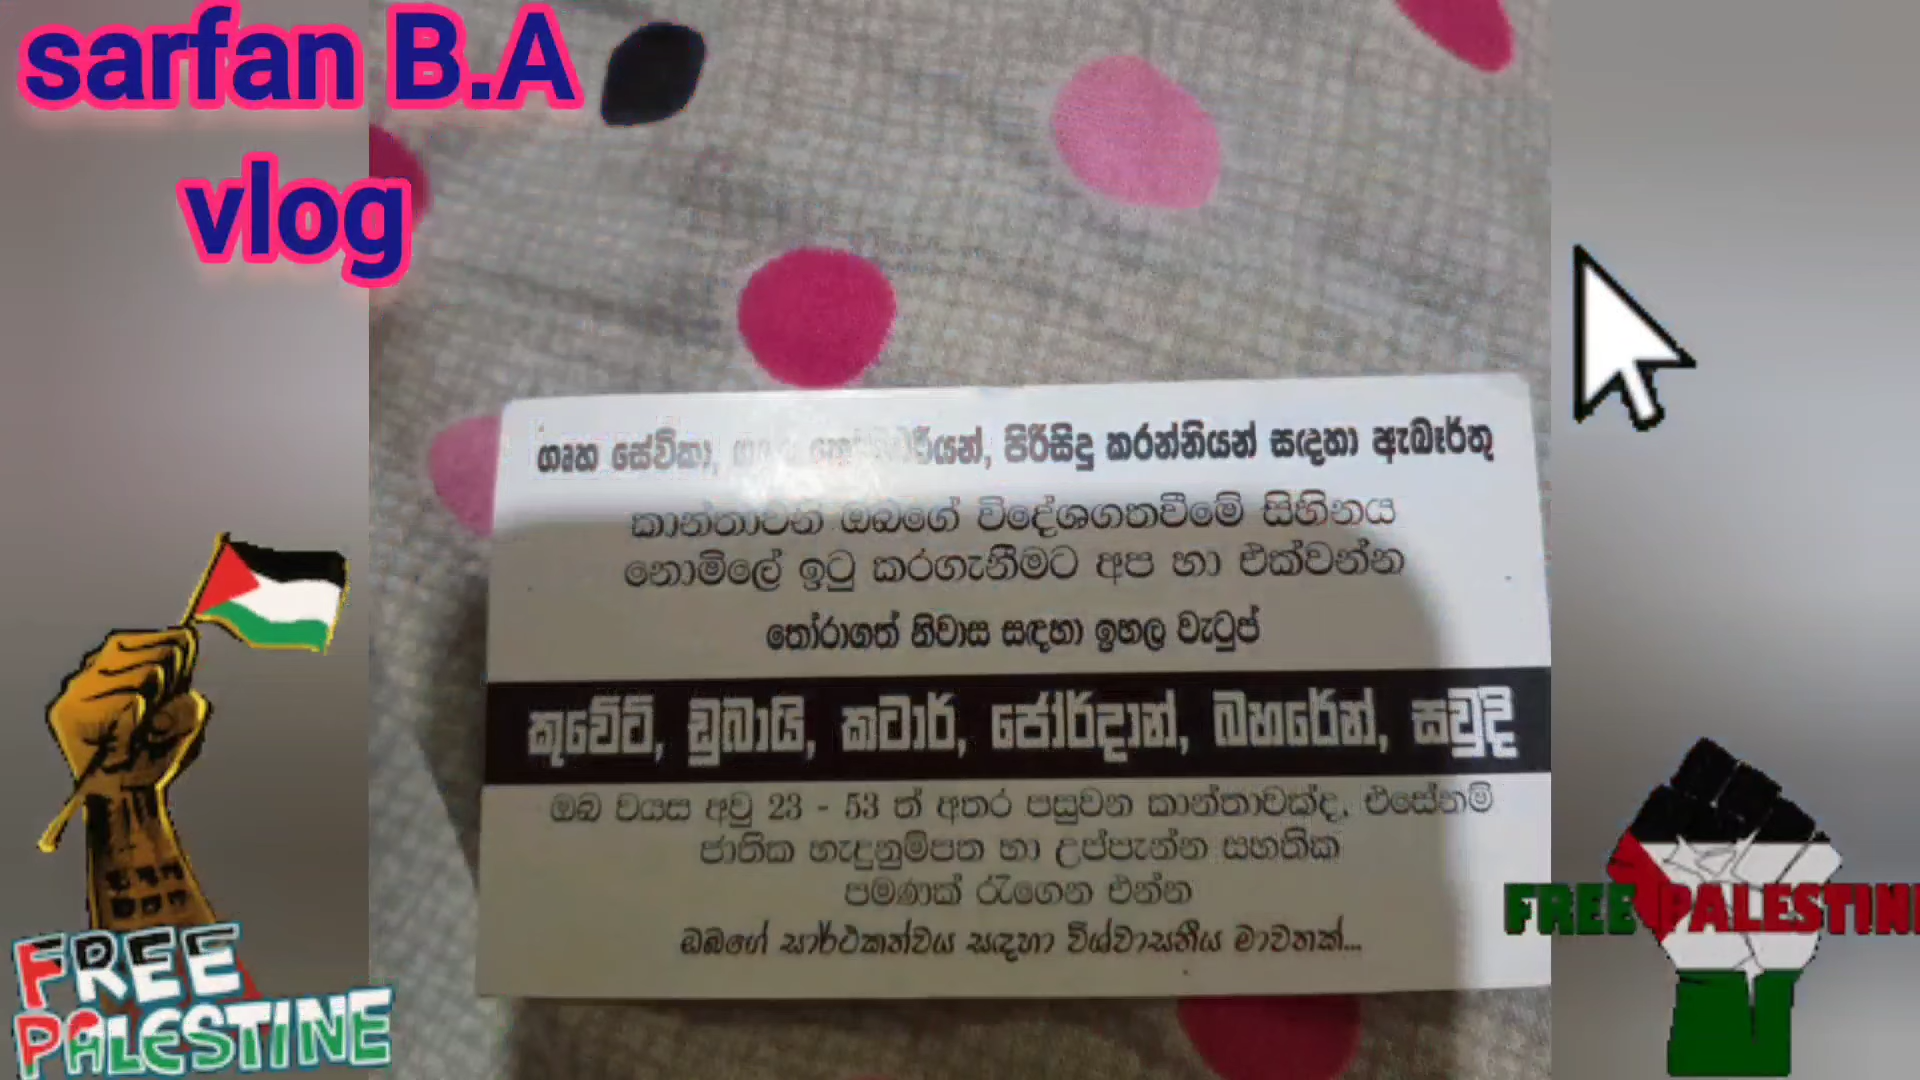 sarfan B.A
vlog
ගෘහ සේවිකා, පිරිසිදු කරන්නියන් සඳහා ඇබෑර්තු
කාන්තාවනි ඔබගේ විදේශගතවීමේ සිහිනය
නොමිලේ ඉටු කරගැනීමට අප හා එක්වන්න
තෝරාගත් නිවාස සඳහා ඉහල වැටුප්
කුවේට්, ඩුබායි, කටාර්, ජෝර්දාන්, බහරේන්, සවුදි
ඔබ වයස අවු 23 - 53 ත් අතර පසුවන කාන්තාවක්ද, එසේනම්
ජාතික හැඳුනුම්පත හා උප්පැන්න සහතික
පමණක් රැගෙන එන්න
ඔබගේ සාර්ථකත්වය සඳහා විශ්වාසනීය මාවතක්...
FREE
PALESTINE
FREE PALESTIN